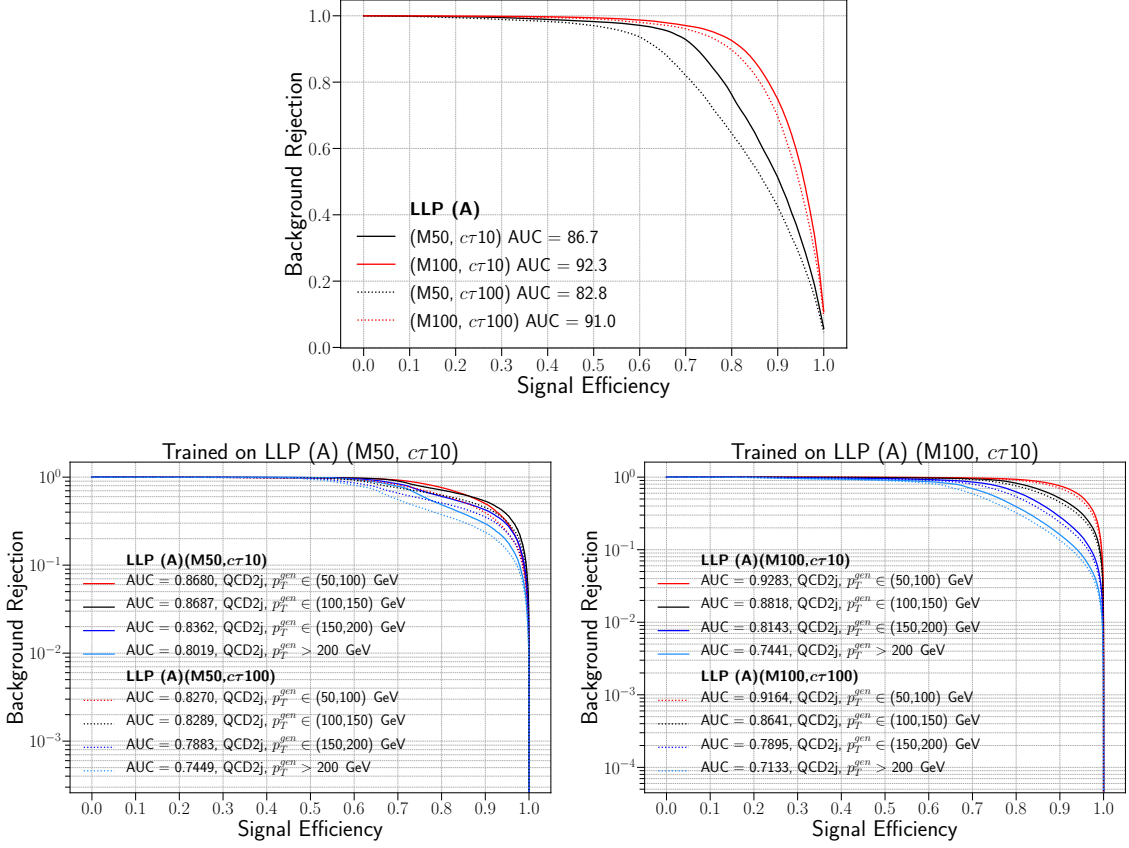 1.0
0.8
0.6
0.4
0.2
0.0
Background Rejection
LLP (A)
(M50, cτ10) AUC = 86.7
(M100, cτ10) AUC = 92.3
(M50, cτ100) AUC = 82.8
(M100, cτ100) AUC = 91.0
0.0 0.1 0.2 0.3 0.4 0.5 0.6 0.7 0.8 0.9 1.0
Signal Efficiency
Trained on LLP (A) (M50, cτ10)
10^0
10^−1
10^−2
10^−3
Background Rejection
LLP (A)(M50,cτ10)
AUC = 0.8680, QCD2j, p_T^gen ∈ (50,100) GeV
AUC = 0.8687, QCD2j, p_T^gen ∈ (100,150) GeV
AUC = 0.8362, QCD2j, p_T^gen ∈ (150,200) GeV
AUC = 0.8019, QCD2j, p_T^gen > 200 GeV
LLP (A)(M50,cτ100)
AUC = 0.8270, QCD2j, p_T^gen ∈ (50,100) GeV
AUC = 0.8289, QCD2j, p_T^gen ∈ (100,150) GeV
AUC = 0.7883, QCD2j, p_T^gen ∈ (150,200) GeV
AUC = 0.7449, QCD2j, p_T^gen > 200 GeV
0.0 0.1 0.2 0.3 0.4 0.5 0.6 0.7 0.8 0.9 1.0
Signal Efficiency
Trained on LLP (A) (M100, cτ10)
10^0
10^−1
10^−2
10^−3
10^−4
Background Rejection
LLP (A)(M100,cτ10)
AUC = 0.9283, QCD2j, p_T^gen ∈ (50,100) GeV
AUC = 0.8818, QCD2j, p_T^gen ∈ (100,150) GeV
AUC = 0.8143, QCD2j, p_T^gen ∈ (150,200) GeV
AUC = 0.7441, QCD2j, p_T^gen > 200 GeV
LLP (A)(M100,cτ100)
AUC = 0.9164, QCD2j, p_T^gen ∈ (50,100) GeV
AUC = 0.8641, QCD2j, p_T^gen ∈ (100,150) GeV
AUC = 0.7895, QCD2j, p_T^gen ∈ (150,200) GeV
AUC = 0.7133, QCD2j, p_T^gen > 200 GeV
0.0 0.1 0.2 0.3 0.4 0.5 0.6 0.7 0.8 0.9 1.0
Signal Efficiency